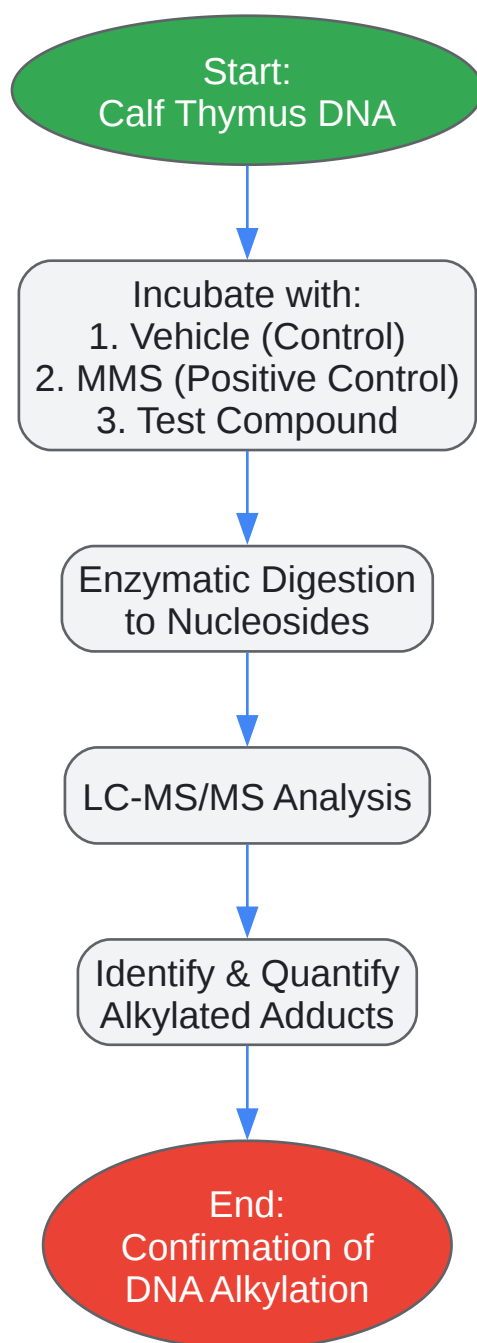 Start:
Calf Thymus DNA
Incubate with:
1. Vehicle (Control)
2. MMS (Positive Control)
3. Test Compound
Enzymatic Digestion
to Nucleosides
LC-MS/MS Analysis
Identify & Quantify
Alkylated Adducts
End:
Confirmation of
DNA Alkylation